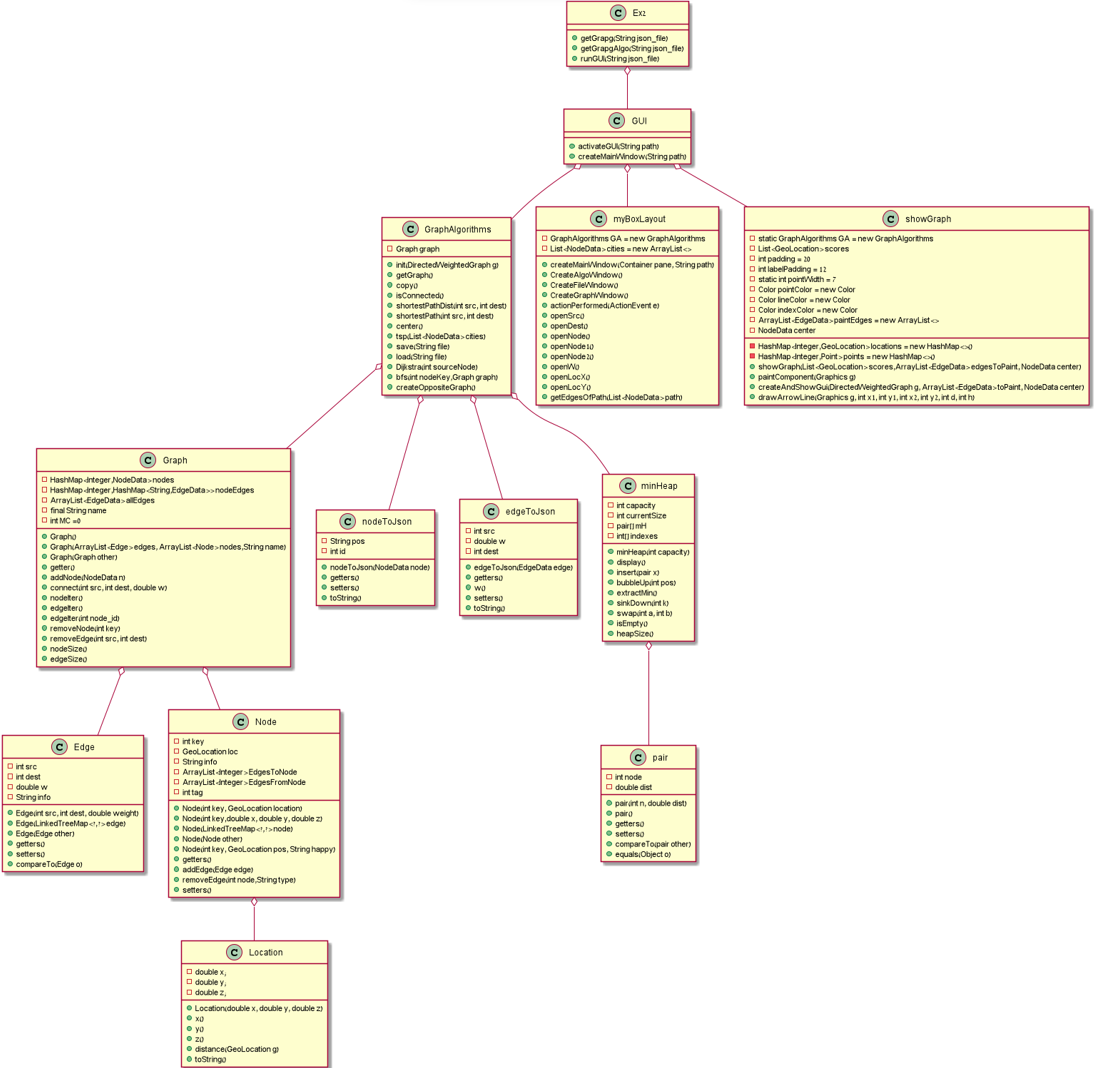 C Ex2
getGrapg(String json_file)
getGrapgAlgo(String json_file)
runGUI(String json_file)
C GUI
activateGUI(String path)
createMainWindow(String path)
C GraphAlgorithms
Graph graph
init(DirectedWeightedGraph g)
getGraph()
copy()
isConnected()
shortestPathDist(int src, int dest)
shortestPath(int src, int dest)
center()
tsp(List<NodeData>cities)
save(String file)
load(String file)
Dijkstra(int sourceNode)
bfs(int nodeKey,Graph graph)
createOppositeGraph()
C myBoxLayout
GraphAlgorithms GA = new GraphAlgorithms
List<NodeData>cities = new ArrayList<>
createMainWindow(Container pane, String path)
CreateAlgoWindow()
CreateFileWindow()
CreateGraphWindow()
actionPerformed(ActionEvent e)
openSrc()
openDest()
openNode()
openNode1()
openNode2()
openW()
openLocX()
openLocY()
getEdgesOfPath(List<NodeData>path)
C showGraph
static GraphAlgorithms GA = new GraphAlgorithms
List<GeoLocation>scores
int padding = 20
int labelPadding = 12
static int pointWidth = 7
Color pointColor = new Color
Color lineColor = new Color
Color indexColor = new Color
ArrayList<EdgeData>paintEdges = new ArrayList<>
NodeData center
HashMap<Integer,GeoLocation>locations = new HashMap<>()
HashMap<Integer,Point>points = new HashMap<>()
showGraph(List<GeoLocation>scores,ArrayList<EdgeData>edgesToPaint, NodeData center)
paintComponent(Graphics g)
createAndShowGui(DirectedWeightedGraph g, ArrayList<EdgeData>toPaint, NodeData center)
drawArrowLine(Graphics g, int x1, int y1, int x2, int y2, int d, int h)
C Graph
HashMap<Integer,NodeData>nodes
HashMap<Integer,HashMap<String,EdgeData>>nodeEdges
ArrayList<EdgeData>allEdges
final String name
int MC =0
Graph()
Graph(ArrayList<Edge>edges, ArrayList<Node>nodes,String name)
Graph(Graph other)
getter()
addNode(NodeData n)
connect(int src, int dest, double w)
nodeIter()
edgeIter()
edgeIter(int node_id)
removeNode(int key)
removeEdge(int src, int dest)
nodeSize()
edgeSize()
C nodeToJson
String pos
int id
nodeToJson(NodeData node)
getters()
setters()
toString()
C edgeToJson
int src
double w
int dest
edgeToJson(EdgeData edge)
getters()
w()
setters()
toString()
C minHeap
int capacity
int currentSize
pair[] mH
int[] indexes
minHeap(int capacity)
display()
insert(pair x)
bubbleUp(int pos)
extractMin()
sinkDown(int k)
swap(int a, int b)
isEmpty()
heapSize()
C Edge
int src
int dest
double w
String info
Edge(int src, int dest, double weight)
Edge(LinkedTreeMap<?,?>edge)
Edge(Edge other)
getters()
setters()
compareTo(Edge o)
C Node
int key
GeoLocation loc
String info
ArrayList<Integer>EdgesToNode
ArrayList<Integer>EdgesFromNode
int tag
Node(int key, GeoLocation location)
Node(int key,double x, double y, double z)
Node(LinkedTreeMap<?,?>node)
Node(Node other)
Node(int key, GeoLocation pos, String happy)
getters()
addEdge(Edge edge)
removeEdge(int node,String type)
setters()
C pair
int node
double dist
pair(int n, double dist)
pair()
getters()
setters()
compareTo(pair other)
equals(Object o)
C Location
double x;
double y;
double z;
Location(double x, double y, double z)
x()
y()
z()
distance(GeoLocation g)
toString()